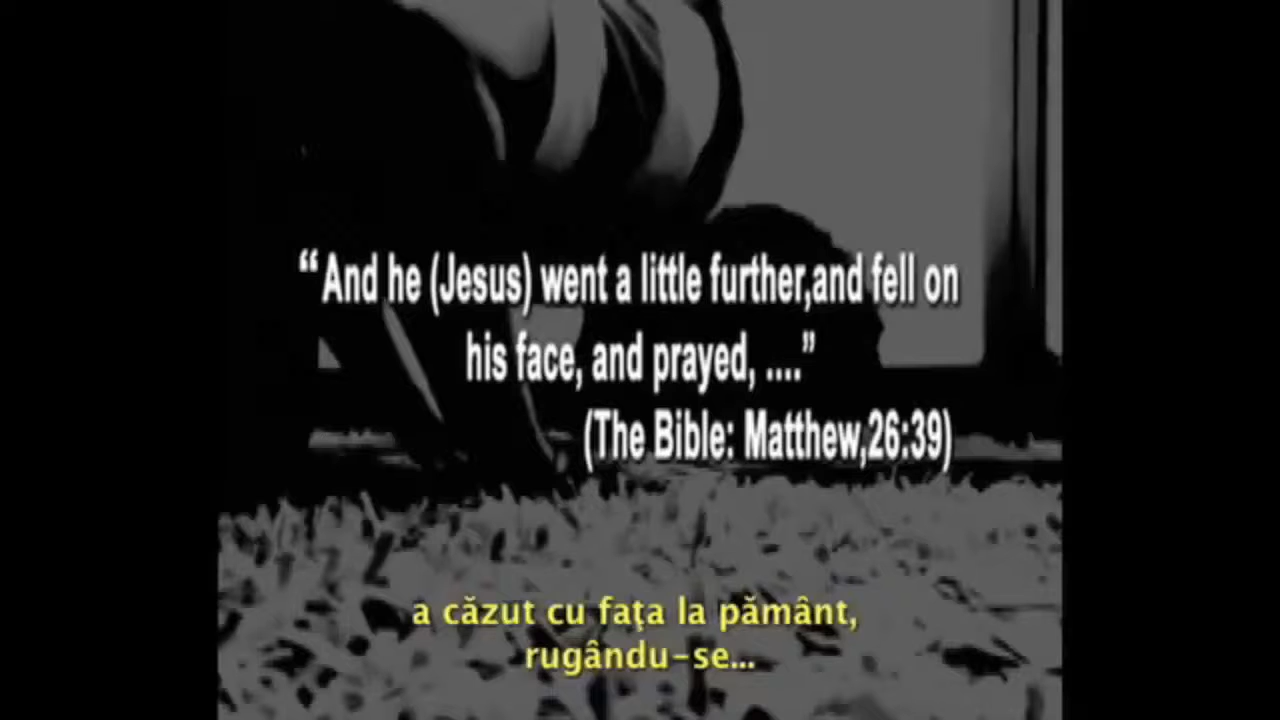 “And he (Jesus) went a little further,and fell on
his face, and prayed, ....”
(The Bible: Matthew,26:39)
a căzut cu faţa la pământ,
rugându-se...